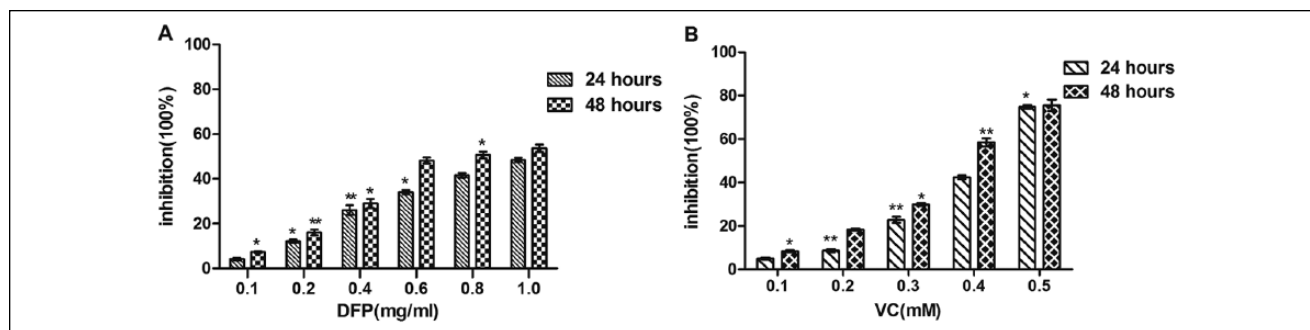 A
inhibition(100%)
100
80
60
40
20
0
* * ** ** * * *
24 hours
48 hours
0.1 0.2 0.4 0.6 0.8 1.0
DFP(mg/ml)
B
inhibition(100%)
100
80
60
40
20
0
* ** ** * ** *
24 hours
48 hours
0.1 0.2 0.3 0.4 0.5
VC(mM)